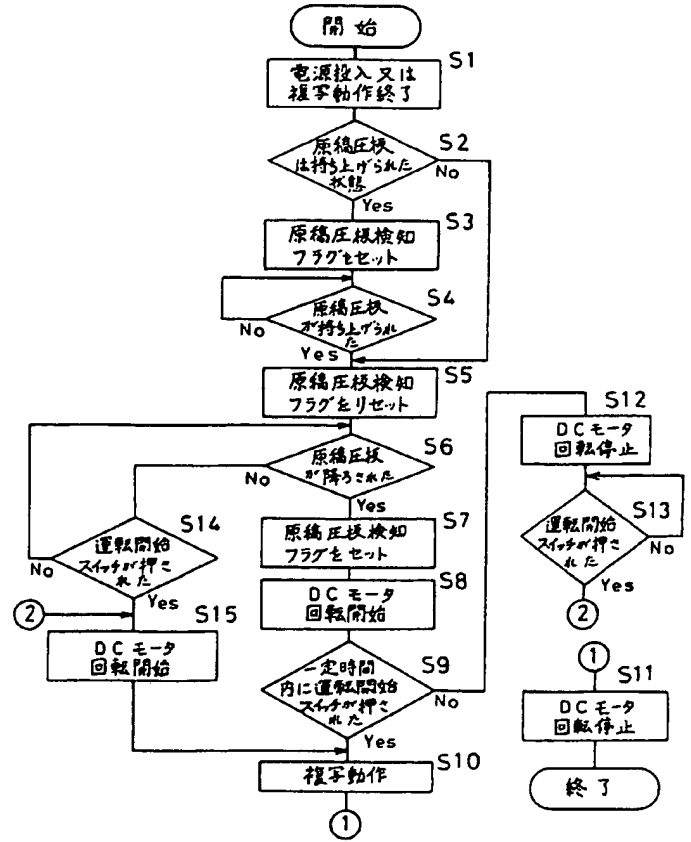 開始
S1
電源投入又は
複写動作終了
S2
原稿圧板
は持ち上げられた
状態
No
Yes
S3
原稿圧板検知
フラグをセット
S4
原稿圧板
が持ち上げられ
た
No
Yes
S5
原稿圧板検知
フラグをリセット
S6
原稿圧板
が降ろされた
No
Yes
S7
原稿圧板検知
フラグをセット
S8
DCモータ
回転開始
S9
一定時間
内に運転開始
スイッチが押さ
れた
No
Yes
S10
複写動作
①
S14
運転開始
スイッチが押さ
れた
No
Yes
②
S15
DCモータ
回転開始
S12
DCモータ
回転停止
S13
運転開始
スイッチが押さ
れた
No
Yes
②
①
S11
DCモータ
回転停止
終了